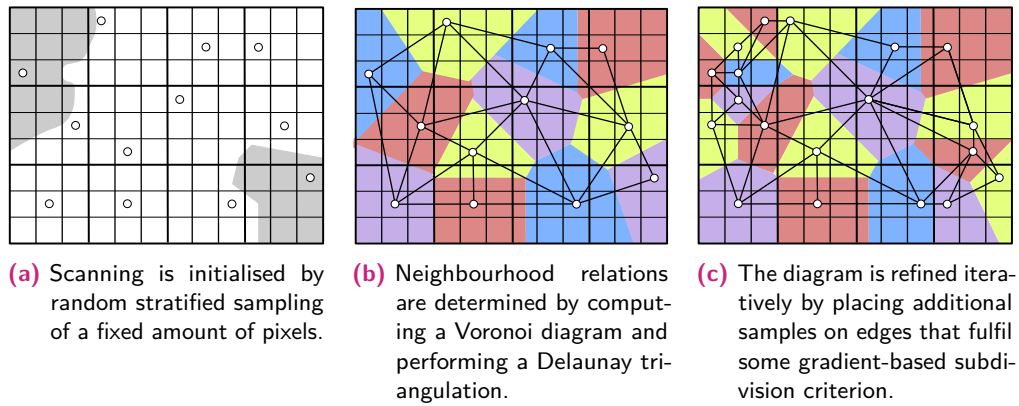 (a) Scanning is initialised by
random stratified sampling
of a fixed amount of pixels.
(b) Neighbourhood relations
are determined by comput-
ing a Voronoi diagram and
performing a Delaunay tri-
angulation.
(c) The diagram is refined itera-
tively by placing additional
samples on edges that fulfil
some gradient-based subdi-
vision criterion.